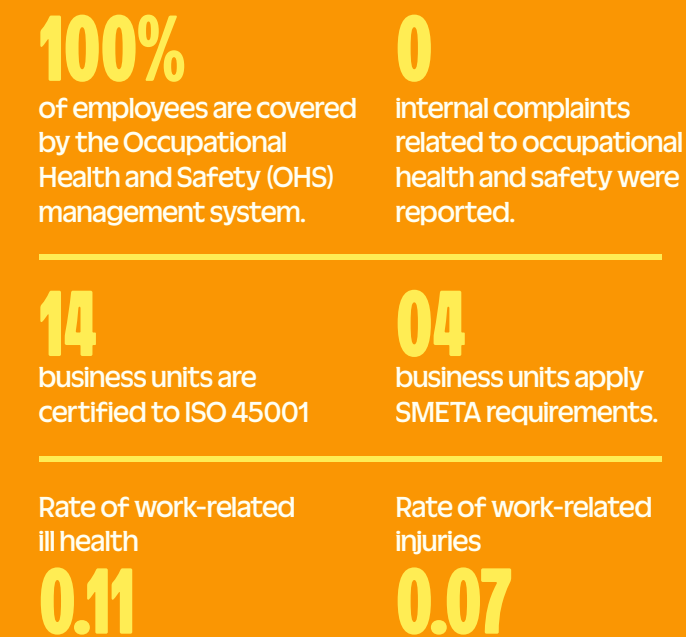 100%
of employees are covered
by the Occupational
Health and Safety (OHS)
management system.
0
internal complaints
related to occupational
health and safety were
reported.
14
business units are
certified to ISO 45001
04
business units apply
SMETA requirements.
Rate of work-related
ill health
0.11
Rate of work-related
injuries
0.07